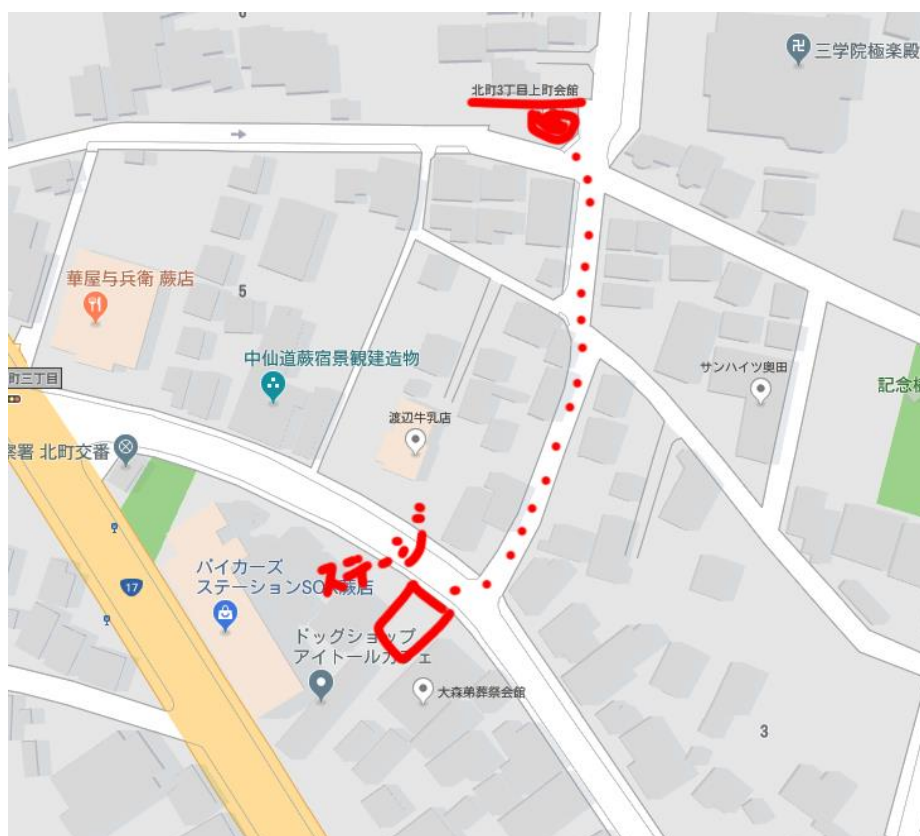 三学院極楽殿
北町3丁目上町会館
華屋与兵衛 蕨店
5
中仙道蕨宿景観建造物
町三丁目
サンハイツ奥田
渡辺牛乳店
察署 北町交番
ステージ
17
バイカーズ
ステーションSOX蕨店
ドッグショップ
アイトールカフェ
大森弟葬祭会館
3